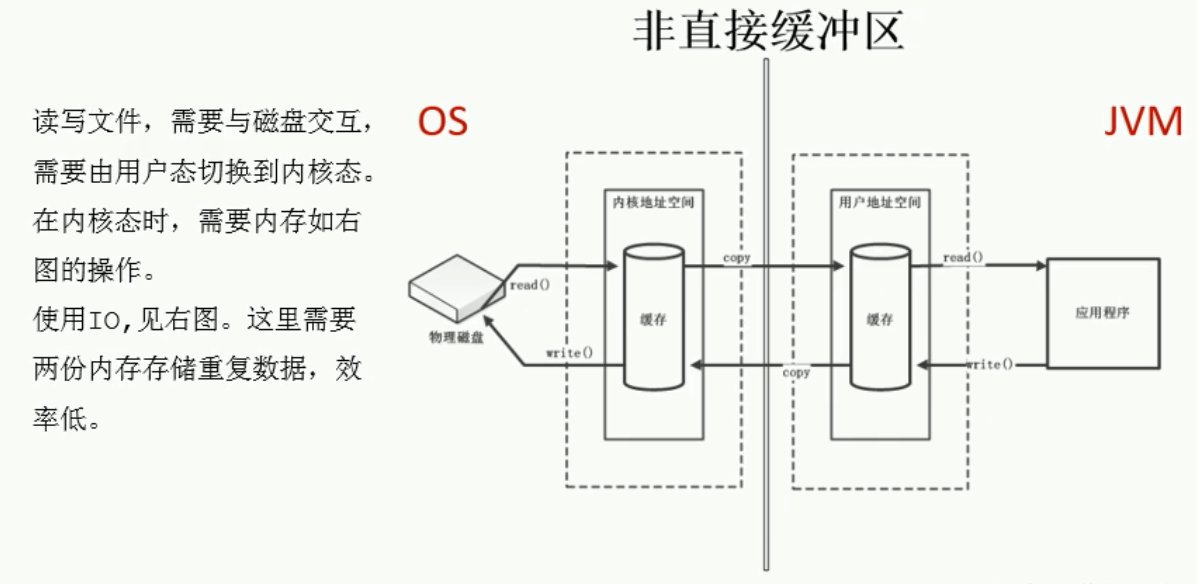 非直接缓冲区
读写文件，需要与磁盘交互，
需要由用户态切换到内核态。
在内核态时，需要内存如右
图的操作。
使用IO,见右图。这里需要
两份内存存储重复数据，效
率低。
OS
JVM
内核地址空间
用户地址空间
copy
read()
read()
物理磁盘
缓存
缓存
应用程序
write()
copy
write()